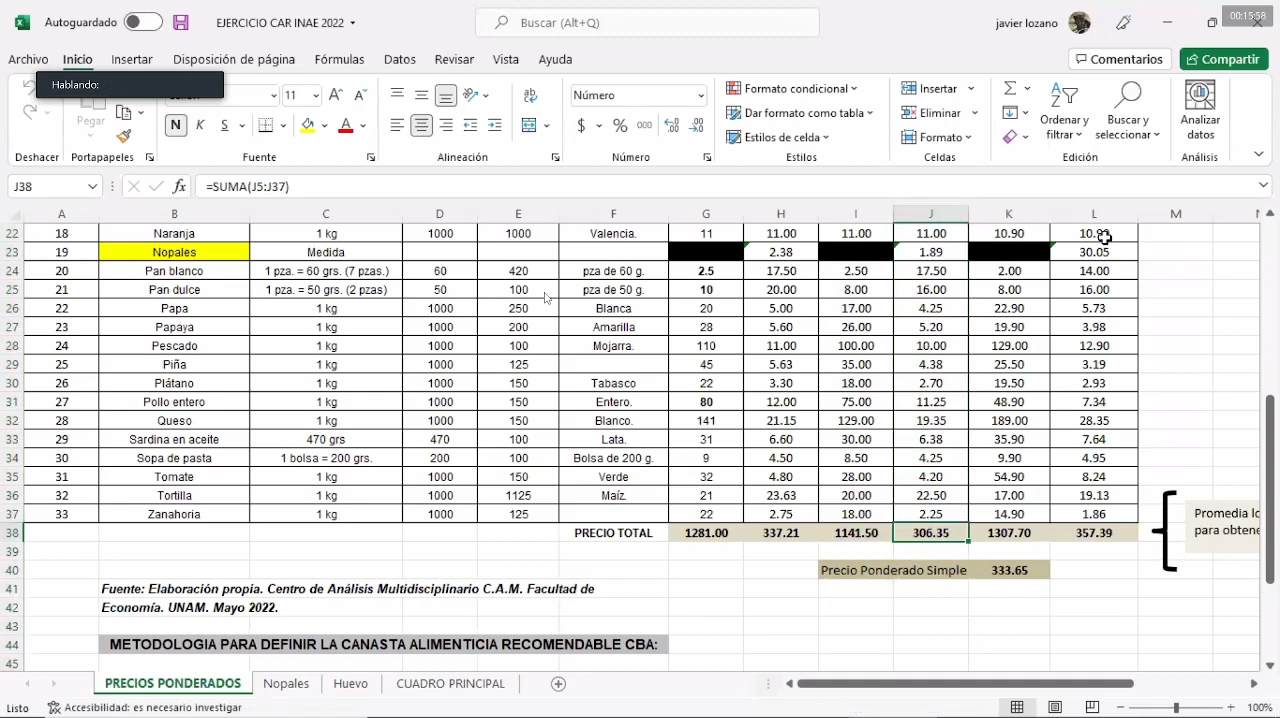 Autoguardado EJERCICIO CAR INAE 2022 Buscar (Alt+Q) javier lozano 00:15:58
Archivo Inicio Insertar Disposición de página Fórmulas Datos Revisar Vista Ayuda Comentarios Compartir
Hablando:
11 Número Formato condicional Insertar
Pegar Dar formato como tabla Eliminar Ordenar y filtrar Buscar y seleccionar Analizar datos
N K S $ % 000 Estilos de celda Formato
Deshacer Portapapeles Fuente Alineación Número Estilos Celdas Edición Análisis
J38 fx =SUMA(J5:J37)
A B C D E F G H I J K L M
22 18 Naranja 1 kg 1000 1000 Valencia. 11 11.00 11.00 11.00 10.90
23 19 Nopales Medida 2.38 1.89 30.05
24 20 Pan blanco 1 pza. = 60 grs. (7 pzas.) 60 420 pza de 60 g. 2.5 17.50 2.50 17.50 2.00 14.00
25 21 Pan dulce 1 pza. = 50 grs. (2 pzas) 50 100 pza de 50 g. 10 20.00 8.00 16.00 8.00 16.00
26 22 Papa 1 kg 1000 250 Blanca 20 5.00 17.00 4.25 22.90 5.73
27 23 Papaya 1 kg 1000 200 Amarilla 28 5.60 26.00 5.20 19.90 3.98
28 24 Pescado 1 kg 1000 100 Mojarra. 110 11.00 100.00 10.00 129.00 12.90
29 25 Piña 1 kg 1000 125 45 5.63 35.00 4.38 25.50 3.19
30 26 Plátano 1 kg 1000 150 Tabasco 22 3.30 18.00 2.70 19.50 2.93
31 27 Pollo entero 1 kg 1000 150 Entero. 80 12.00 75.00 11.25 48.90 7.34
32 28 Queso 1 kg 1000 150 Blanco. 141 21.15 129.00 19.35 189.00 28.35
33 29 Sardina en aceite 470 grs 470 100 Lata. 31 6.60 30.00 6.38 35.90 7.64
34 30 Sopa de pasta 1 bolsa = 200 grs. 200 100 Bolsa de 200 g. 9 4.50 8.50 4.25 9.90 4.95
35 31 Tomate 1 kg 1000 150 Verde 32 4.80 28.00 4.20 54.90 8.24
36 32 Tortilla 1 kg 1000 1125 Maíz. 21 23.63 20.00 22.50 17.00 19.13
37 33 Zanahoria 1 kg 1000 125 22 2.75 18.00 2.25 14.90 1.86
Promedia
para
38 PRECIO TOTAL 1281.00 337.21 1141.50 306.35 1307.70 357.39
39
40 Precio Ponderado Simple 333.65
41 Fuente: Elaboración propia. Centro de Análisis Multidisciplinario C.A.M. Facultad de
42 Economía. UNAM. Mayo 2022.
43
44 METODOLOGIA PARA DEFINIR LA CANASTA ALIMENTICIA RECOMENDABLE CBA:
45
PRECIOS PONDERADOS Nopales Huevo CUADRO PRINCIPAL
Listo Accesibilidad: es necesario investigar 100%